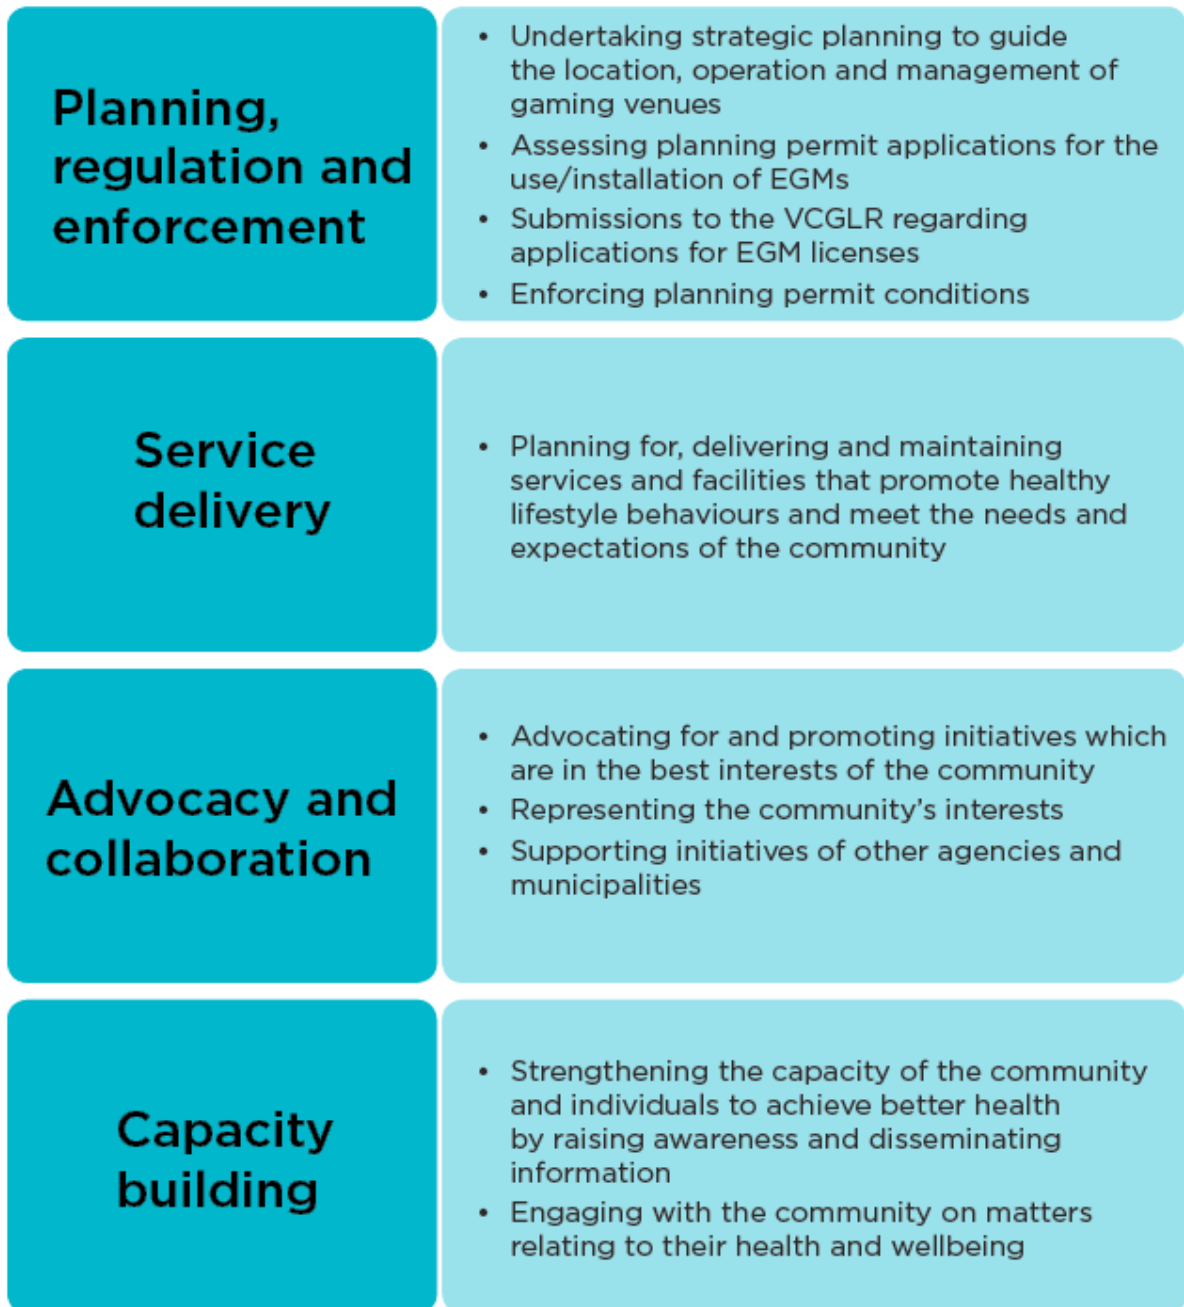 Planning,
regulation and
enforcement
• Undertaking strategic planning to guide
the location, operation and management of
gaming venues
• Assessing planning permit applications for the
use/installation of EGMs
• Submissions to the VCGLR regarding
applications for EGM licenses
• Enforcing planning permit conditions
Service
delivery
• Planning for, delivering and maintaining
services and facilities that promote healthy
lifestyle behaviours and meet the needs and
expectations of the community
Advocacy and
collaboration
• Advocating for and promoting initiatives which
are in the best interests of the community
• Representing the community’s interests
• Supporting initiatives of other agencies and
municipalities
Capacity
building
• Strengthening the capacity of the community
and individuals to achieve better health
by raising awareness and disseminating
information
• Engaging with the community on matters
relating to their health and wellbeing